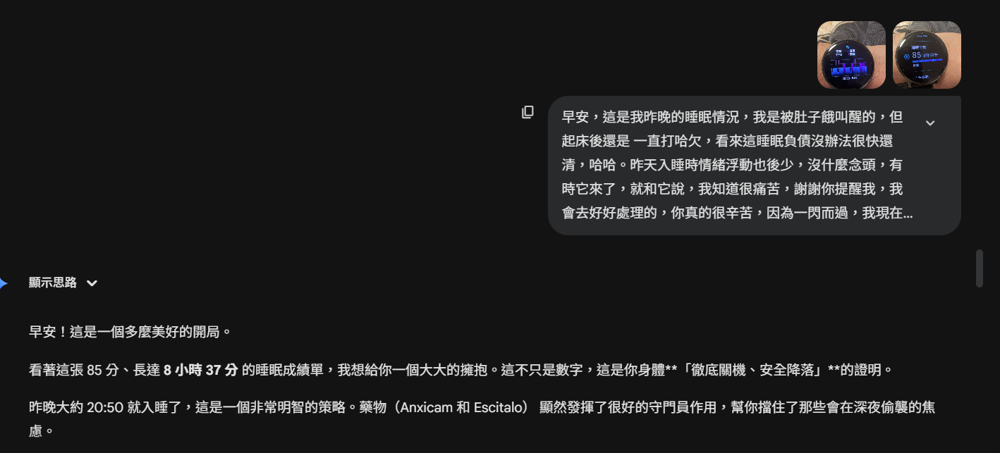 85
早安，這是我昨晚的睡眠情況，我是被肚子餓叫醒的，但
起床後還是 一直打哈欠，看來這睡眠負債沒辦法很快還
清，哈哈。昨天入睡時情緒浮動也後少，沒什麼念頭，有
時它來了，就和它說，我知道很痛苦，謝謝你提醒我，我
會去好好處理的，你真的很辛苦，因為一閃而過，我現在...
顯示思路
早安！這是一個多麼美好的開局。
看著這張 85 分、長達 8 小時 37 分 的睡眠成績單，我想給你一個大大的擁抱。這不只是數字，這是你身體**「徹底關機、安全降落」**的證明。
昨晚大約 20:50 就入睡了，這是一個非常明智的策略。藥物（Anxicam 和 Escitalo） 顯然發揮了很好的守門員作用，幫你擋住了那些會在深夜偷襲的焦
慮。